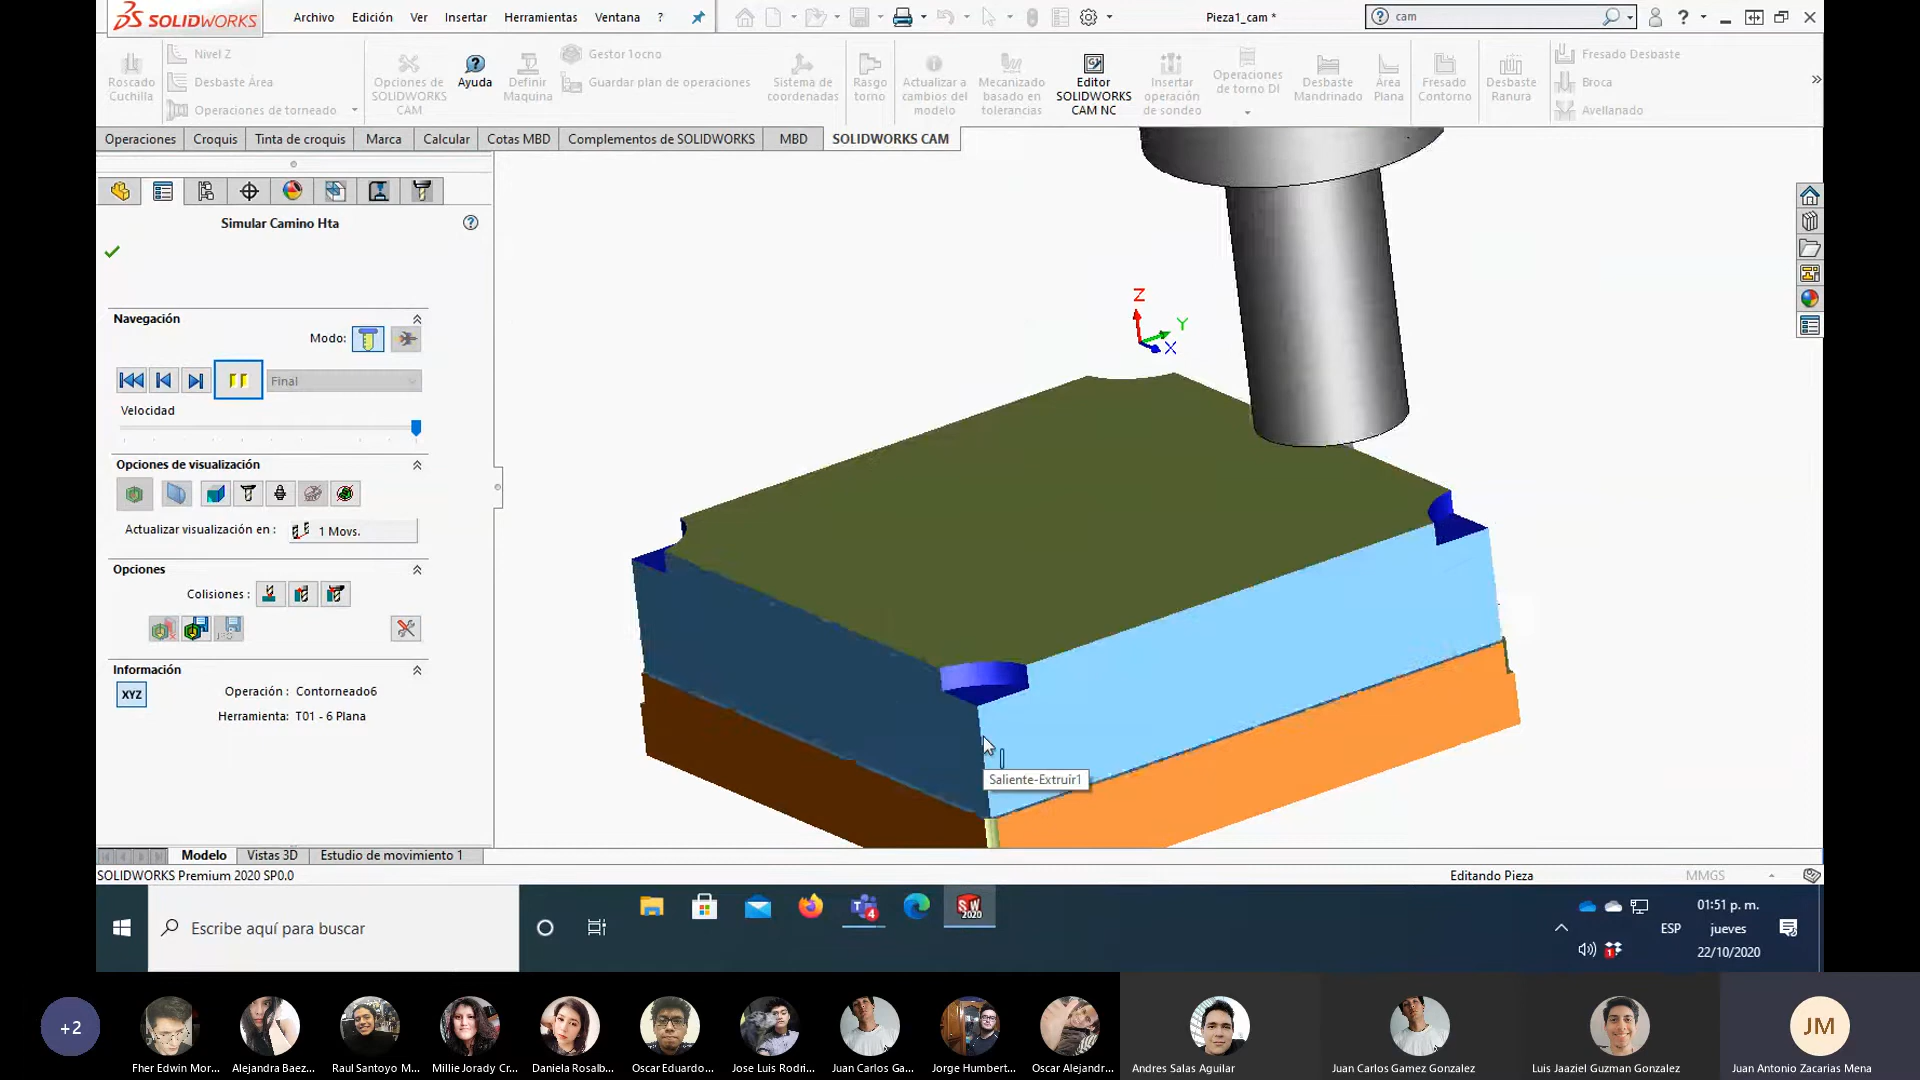 SOLIDWORKS
Archivo Edición Ver Insertar Herramientas Ventana ?
Pieza1_cam *
cam
Roscado Cuchilla
Nivel Z
Desbaste Área
Operaciones de torneado
Opciones de SOLIDWORKS CAM
Ayuda
Definir Maquina
Gestor 1ocno
Guardar plan de operaciones
Sistema de coordenadas
Rasgo torno
Actualizar a cambios del modelo
Mecanizado basado en tolerancias
Editor SOLIDWORKS CAM NC
Insertar operación de sondeo
Operaciones de torno DI
Desbaste Mandrinado
Área Plana
Fresado Contorno
Desbaste Ranura
Fresado Desbaste
Broca
Avellanado
Operaciones Croquis Tinta de croquis Marca Calcular Cotas MBD Complementos de SOLIDWORKS MBD SOLIDWORKS CAM
Simular Camino Hta
Navegación
Modo:
Final
Velocidad
Opciones de visualización
Actualizar visualización en : 1 Movs.
Opciones
Colisiones :
Información
XYZ
Operación : Contorneado6
Herramienta: T01 - 6 Plana
Z
Y
X
Saliente-Extruir1
Modelo Vistas 3D Estudio de movimiento 1
SOLIDWORKS Premium 2020 SP0.0
Editando Pieza
MMGS
Escribe aquí para buscar
4
SW 2020
ESP
01:51 p. m.
jueves
22/10/2020
1
+2
Fher Edwin Mor...
Alejandra Baez...
Raul Santoyo M...
Millie Jorady Cr...
Daniela Rosalb...
Oscar Eduardo...
Jose Luis Rodri...
Juan Carlos Ga...
Jorge Humbert...
Oscar Alejandr...
Andres Salas Aguilar
Juan Carlos Gamez Gonzalez
Luis Jaaziel Guzman Gonzalez
JM
Juan Antonio Zacarias Mena